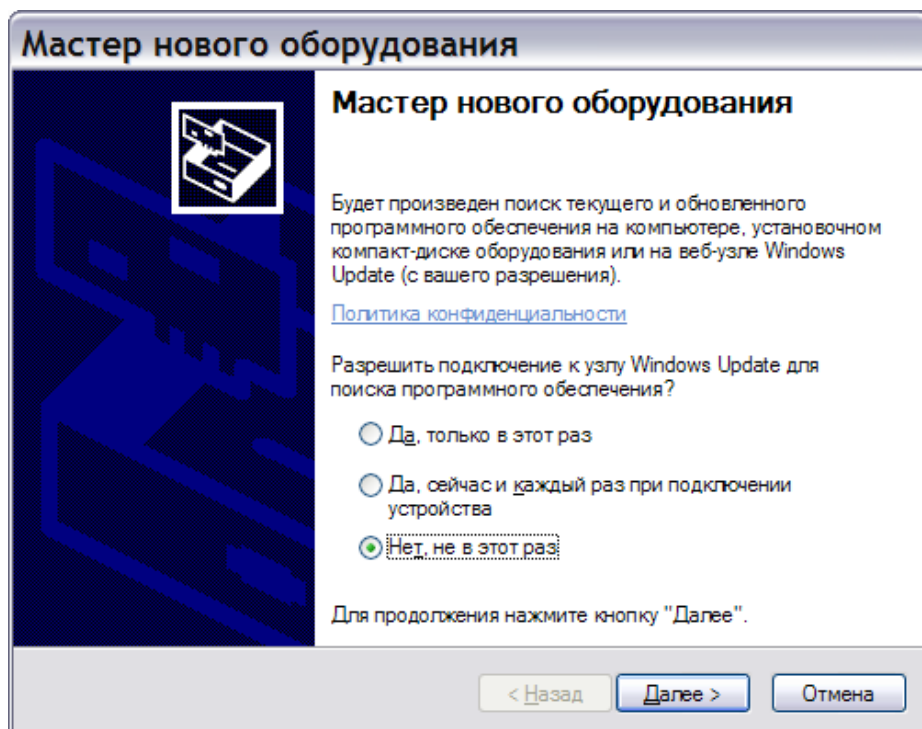 Мастер нового оборудования
Мастер нового оборудования
Будет произведен поиск текущего и обновленного
программного обеспечения на компьютере, установочном
компакт-диске оборудования или на веб-узле Windows
Update (с вашего разрешения).
Политика конфиденциальности
Разрешить подключение к узлу Windows Update для
поиска программного обеспечения?
Да, только в этот раз
Да, сейчас и каждый раз при подключении
устройства
Нет, не в этот раз
Для продолжения нажмите кнопку "Далее".
< Назад
Далее >
Отмена